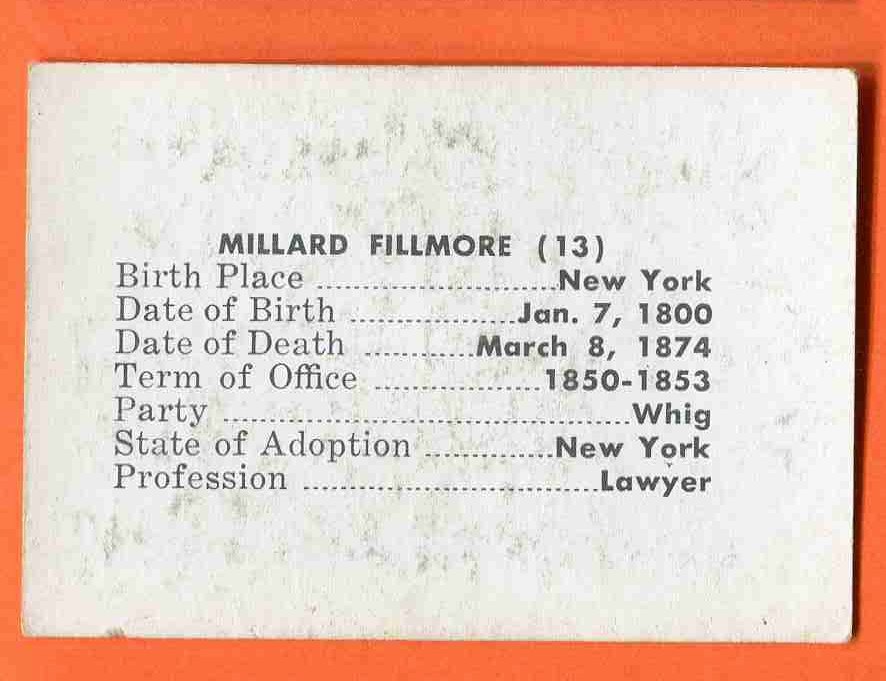 MILLARD FILLMORE (13)
Birth Place ............................New York
Date of Birth ...................Jan. 7, 1800
Date of Death .............March 8, 1874
Term of Office ....................1850-1853
Party ................................................Whig
State of Adoption ...............New York
Profession ...................................Lawyer